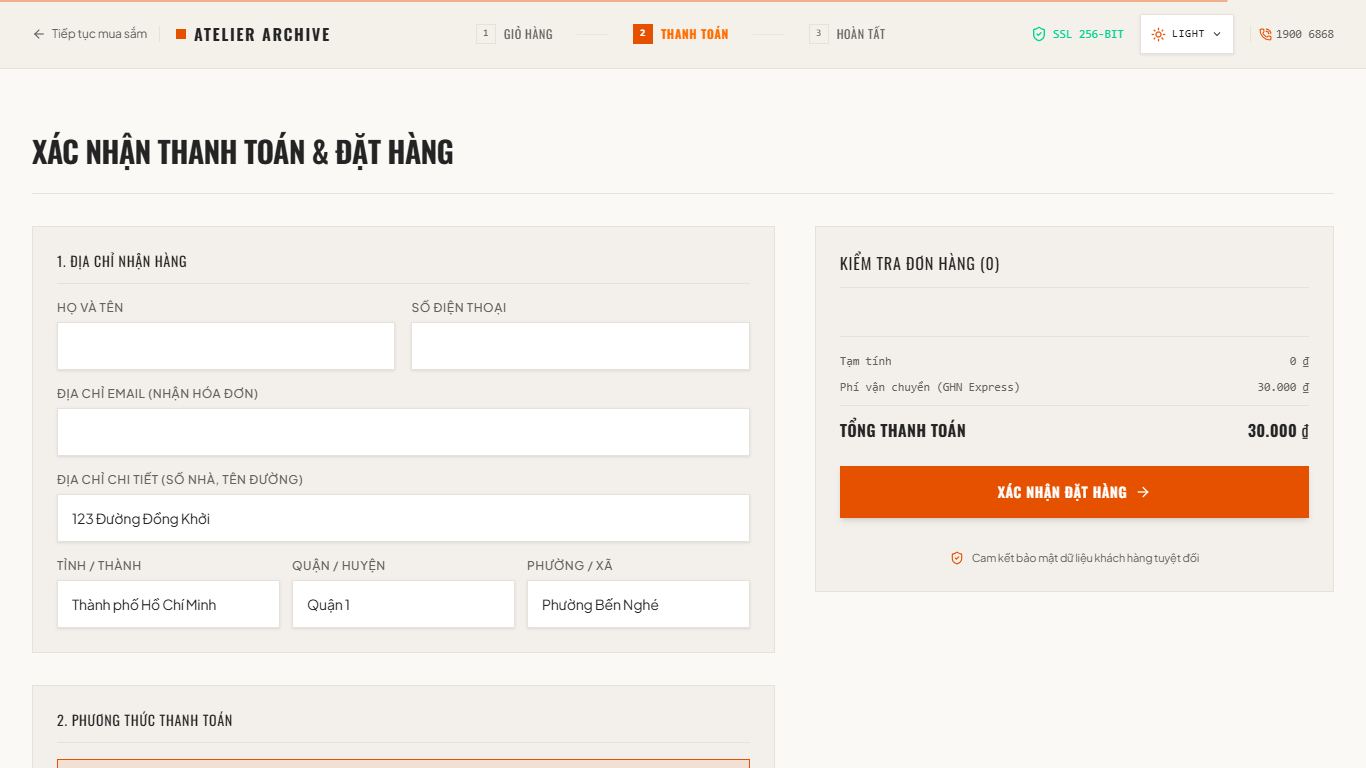 Tiếp tục mua sắm
ATELIER ARCHIVE
1 GIỎ HÀNG
2 THANH TOÁN
3 HOÀN TẤT
SSL 256-BIT
LIGHT
1900 6868
XÁC NHẬN THANH TOÁN & ĐẶT HÀNG
1. ĐỊA CHỈ NHẬN HÀNG
HỌ VÀ TÊN
SỐ ĐIỆN THOẠI
ĐỊA CHỈ EMAIL (NHẬN HÓA ĐƠN)
ĐỊA CHỈ CHI TIẾT (SỐ NHÀ, TÊN ĐƯỜNG)
123 Đường Đồng Khởi
TỈNH / THÀNH
QUẬN / HUYỆN
PHƯỜNG / XÃ
Thành phố Hồ Chí Minh
Quận 1
Phường Bến Nghé
2. PHƯƠNG THỨC THANH TOÁN
KIỂM TRA ĐƠN HÀNG (0)
Tạm tính 0 ₫
Phí vận chuyển (GHN Express) 30.000 ₫
TỔNG THANH TOÁN 30.000 ₫
XÁC NHẬN ĐẶT HÀNG
Cam kết bảo mật dữ liệu khách hàng tuyệt đối